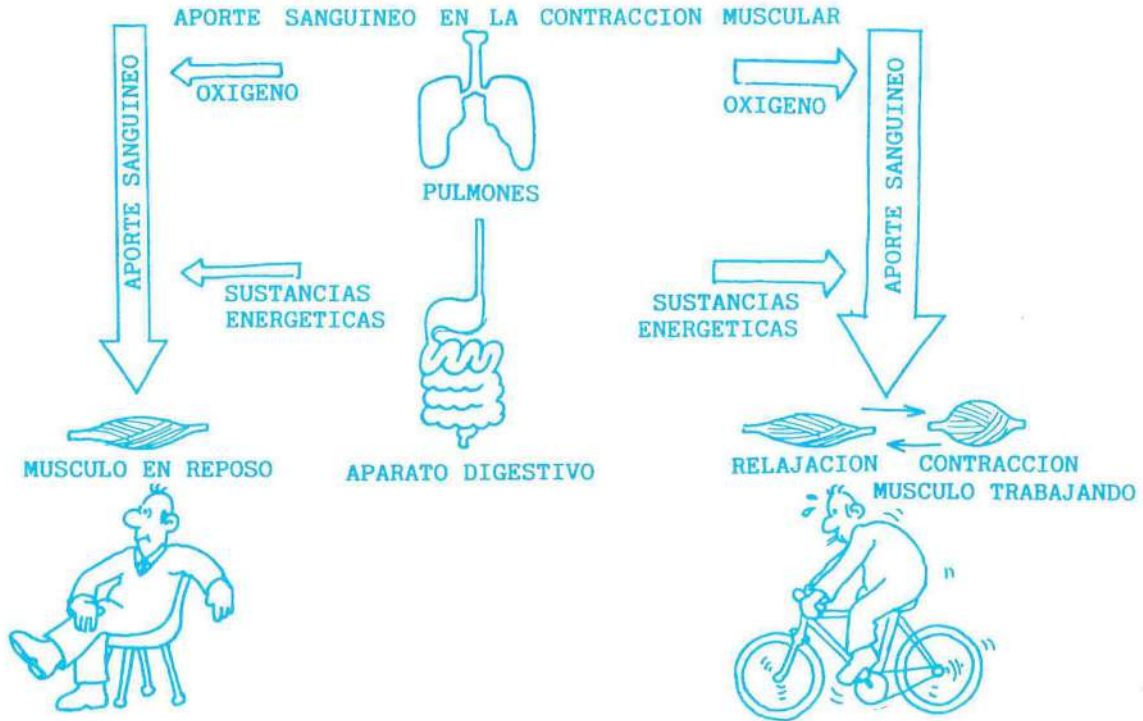 APORTE SANGUINEO EN LA CONTRACCION MUSCULAR
APORTE SANGUINEO
OXIGENO
PULMONES
OXIGENO
APORTE SANGUINEO
SUSTANCIAS
ENERGETICAS
SUSTANCIAS
ENERGETICAS
MUSCULO EN REPOSO
APARATO DIGESTIVO
RELAJACION CONTRACCION
MUSCULO TRABAJANDO